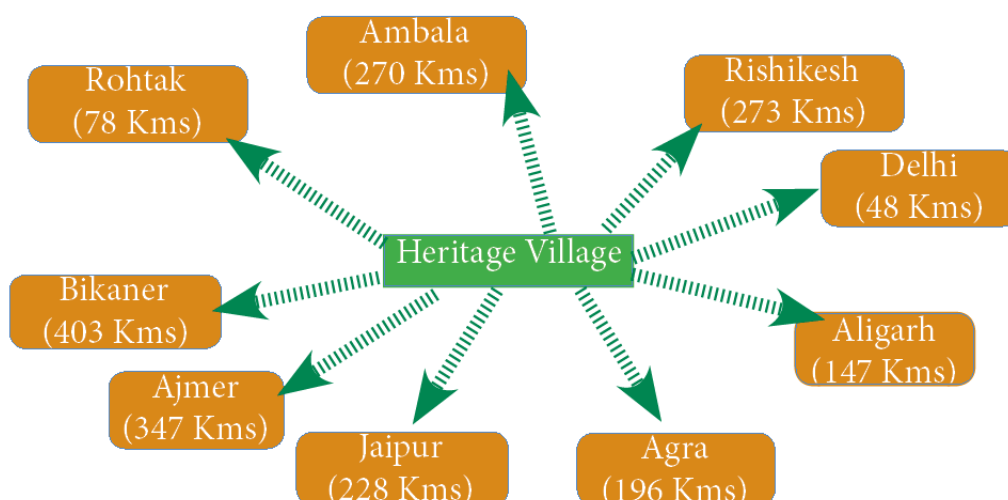 Ambala
(270 Kms)
Rohtak
(78 Kms)
Rishikesh
(273 Kms)
Delhi
(48 Kms)
Heritage Village
Bikaner
(403 Kms)
Aligarh
(147 Kms)
Ajmer
(347 Kms)
Jaipur
(228 Kms)
Agra
(196 Kms)